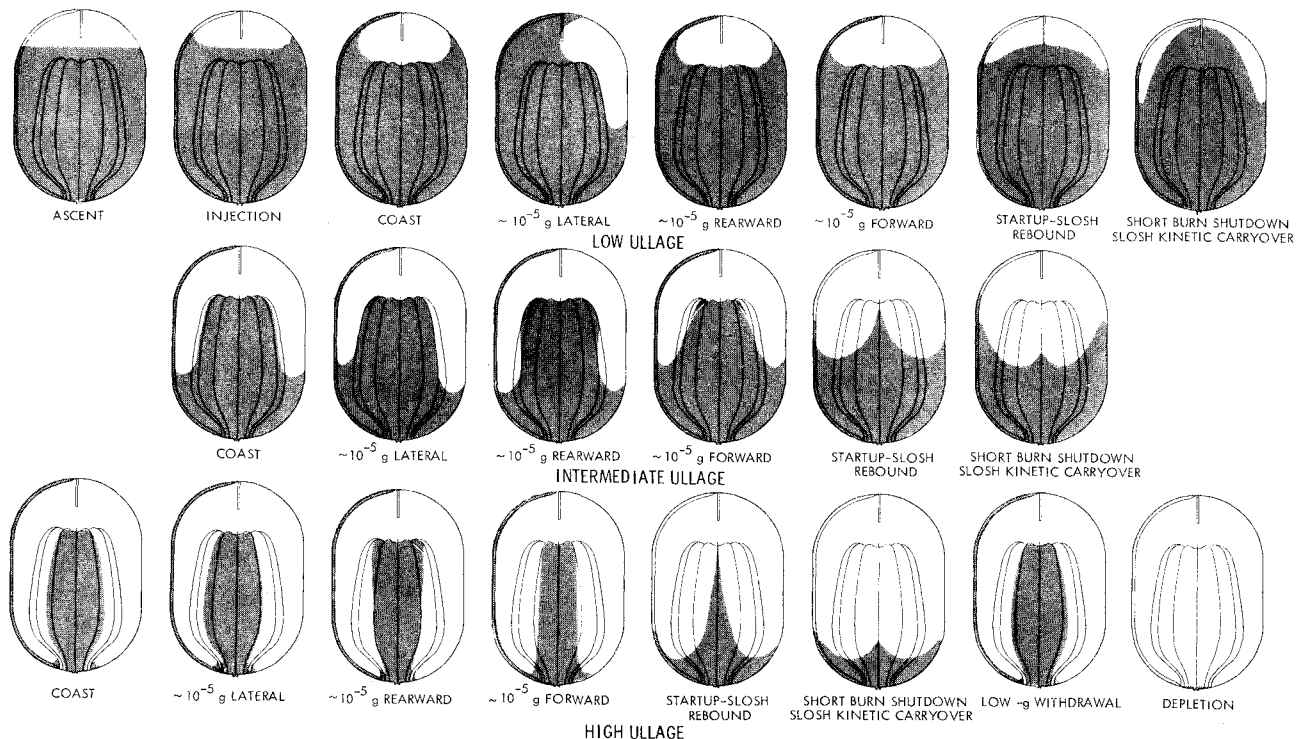 ASCENT
INJECTION
COAST
~ 10⁻⁵ g LATERAL
~ 10⁻⁵ g REARWARD
~ 10⁻⁵ g FORWARD
STARTUP-SLOSH
REBOUND
SHORT BURN SHUTDOWN
SLOSH KINETIC CARRYOVER
LOW ULLAGE
COAST
~ 10⁻⁵ g LATERAL
~ 10⁻⁵ g REARWARD
~ 10⁻⁵ g FORWARD
STARTUP-SLOSH
REBOUND
SHORT BURN SHUTDOWN
SLOSH KINETIC CARRYOVER
INTERMEDIATE ULLAGE
COAST
~ 10⁻⁵ g LATERAL
~ 10⁻⁵ g REARWARD
~ 10⁻⁵ g FORWARD
STARTUP-SLOSH
REBOUND
SHORT BURN SHUTDOWN
SLOSH KINETIC CARRYOVER
LOW -g WITHDRAWAL
DEPLETION
HIGH ULLAGE